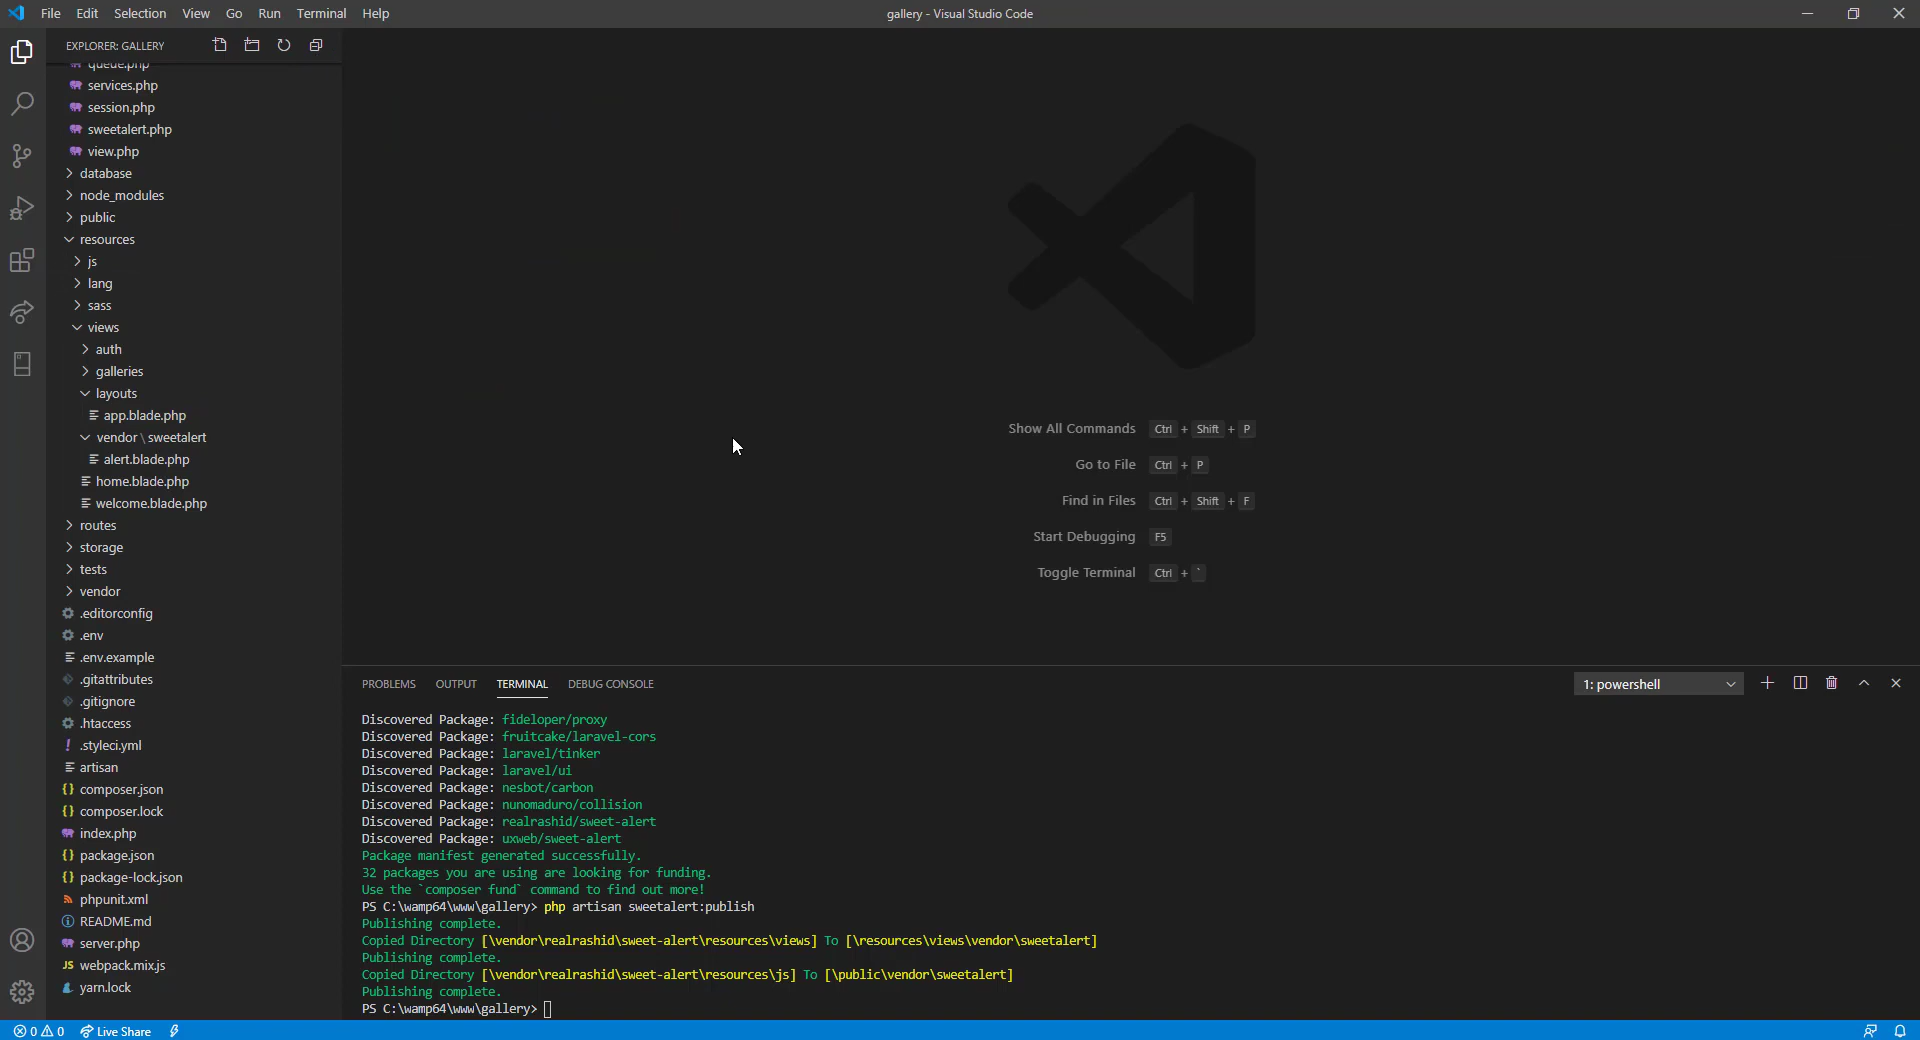 File Edit Selection View Go Run Terminal Help
gallery - Visual Studio Code
EXPLORER: GALLERY
queue.php
services.php
session.php
sweetalert.php
view.php
database
node_modules
public
resources
js
lang
sass
views
auth
galleries
layouts
app.blade.php
vendor \ sweetalert
alert.blade.php
home.blade.php
welcome.blade.php
routes
storage
tests
vendor
.editorconfig
.env
.env.example
.gitattributes
.gitignore
.htaccess
.styleci.yml
artisan
composer.json
composer.lock
index.php
package.json
package-lock.json
phpunit.xml
README.md
server.php
webpack.mix.js
yarn.lock
Show All Commands Ctrl + Shift + P
Go to File Ctrl + P
Find in Files Ctrl + Shift + F
Start Debugging F5
Toggle Terminal Ctrl + `
PROBLEMS OUTPUT TERMINAL DEBUG CONSOLE
1: powershell
Discovered Package: fideloper/proxy
Discovered Package: fruitcake/laravel-cors
Discovered Package: laravel/tinker
Discovered Package: laravel/ui
Discovered Package: nesbot/carbon
Discovered Package: nunomaduro/collision
Discovered Package: realrashid/sweet-alert
Discovered Package: uxweb/sweet-alert
Package manifest generated successfully.
32 packages you are using are looking for funding.
Use the `composer fund` command to find out more!
PS C:\wamp64\www\gallery> php artisan sweetalert:publish
Publishing complete.
Copied Directory [\vendor\realrashid\sweet-alert\resources\views] To [\resources\views\vendor\sweetalert]
Publishing complete.
Copied Directory [\vendor\realrashid\sweet-alert\resources\js] To [\public\vendor\sweetalert]
Publishing complete.
PS C:\wamp64\www\gallery>
0 0 Live Share